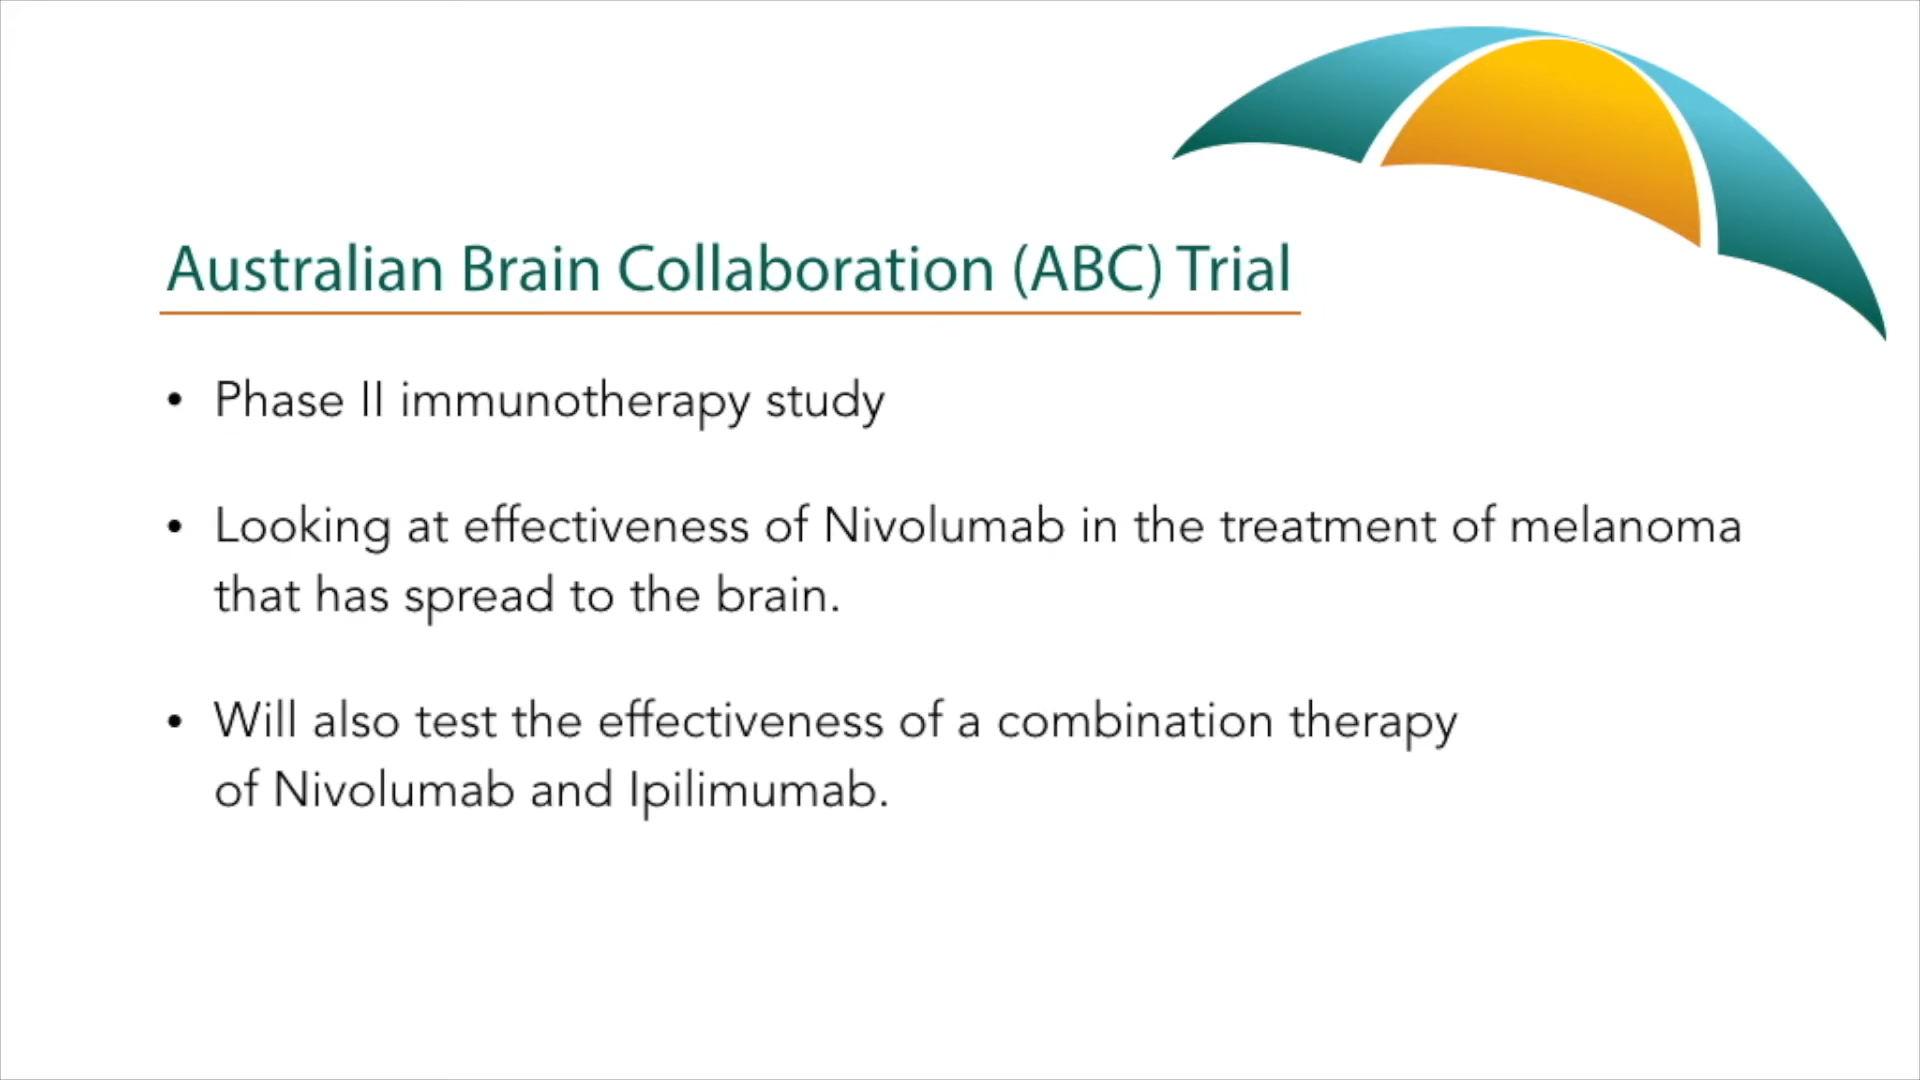 Australian Brain Collaboration (ABC) Trial
• Phase II immunotherapy study
• Looking at effectiveness of Nivolumab in the treatment of melanoma
that has spread to the brain.
• Will also test the effectiveness of a combination therapy
of Nivolumab and Ipilimumab.